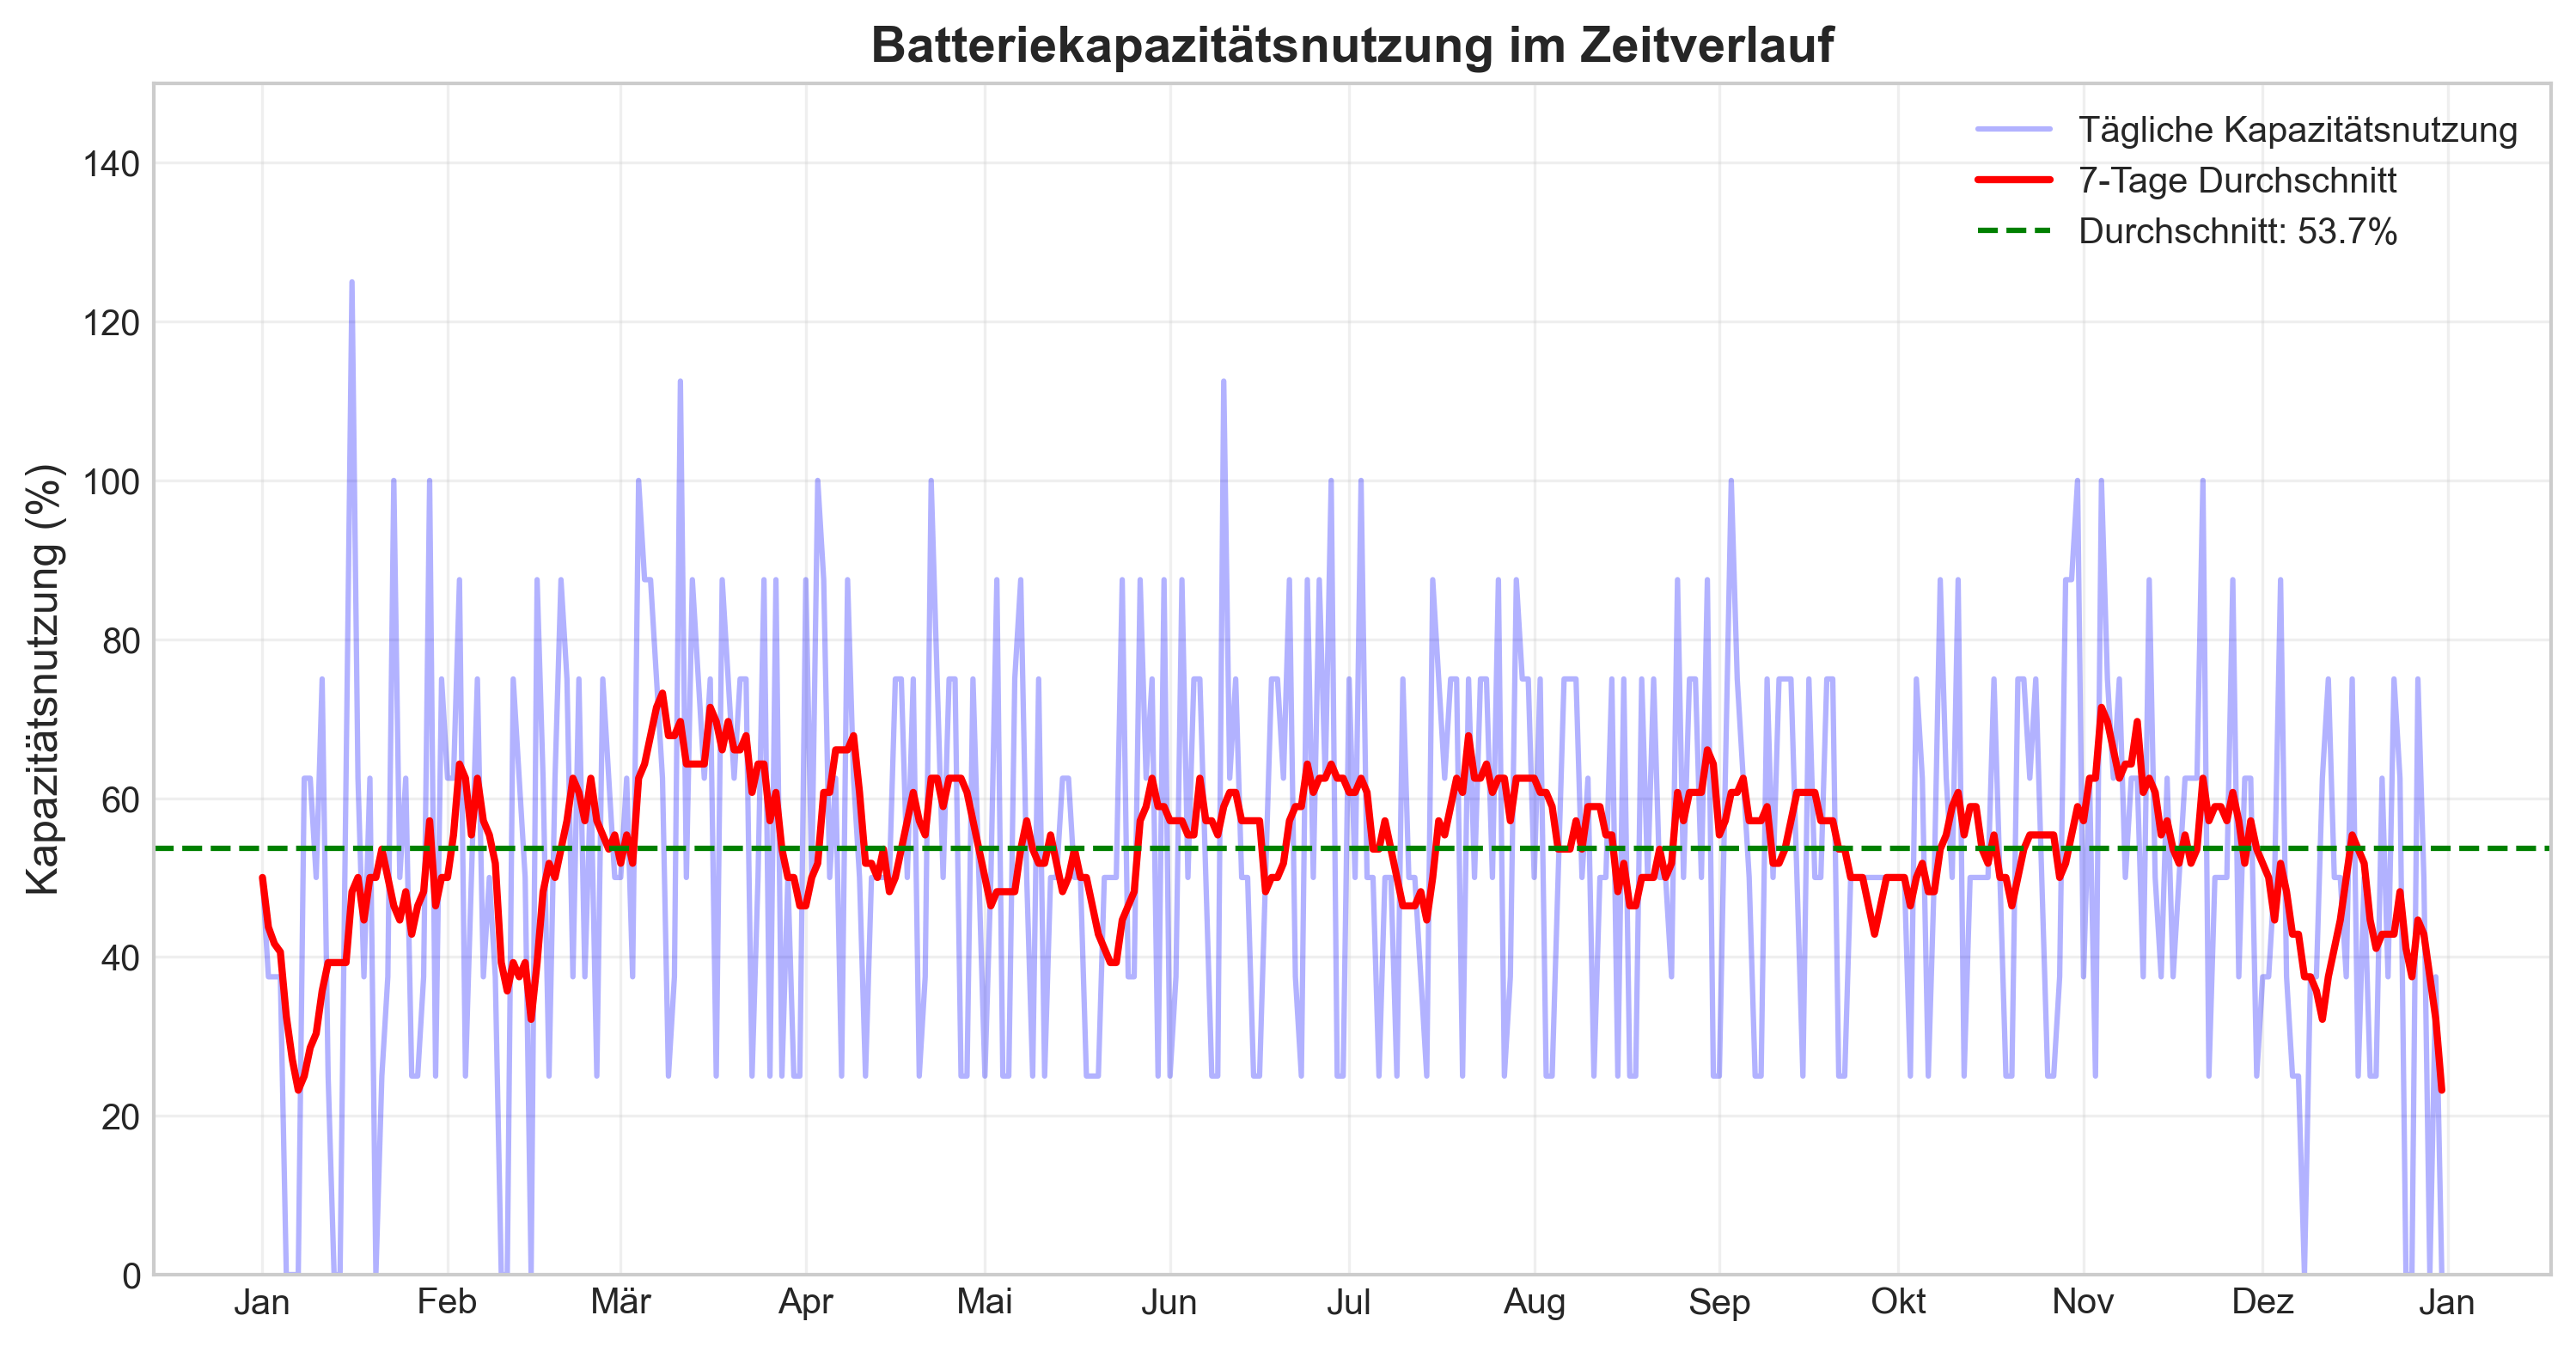 Batteriekapazitätsnutzung im Zeitverlauf
Tägliche Kapazitätsnutzung
7-Tage Durchschnitt
Durchschnitt: 53.7%
Kapazitätsnutzung (%)
140
120
100
80
60
40
20
0
Jan Feb Mär Apr Mai Jun Jul Aug Sep Okt Nov Dez Jan